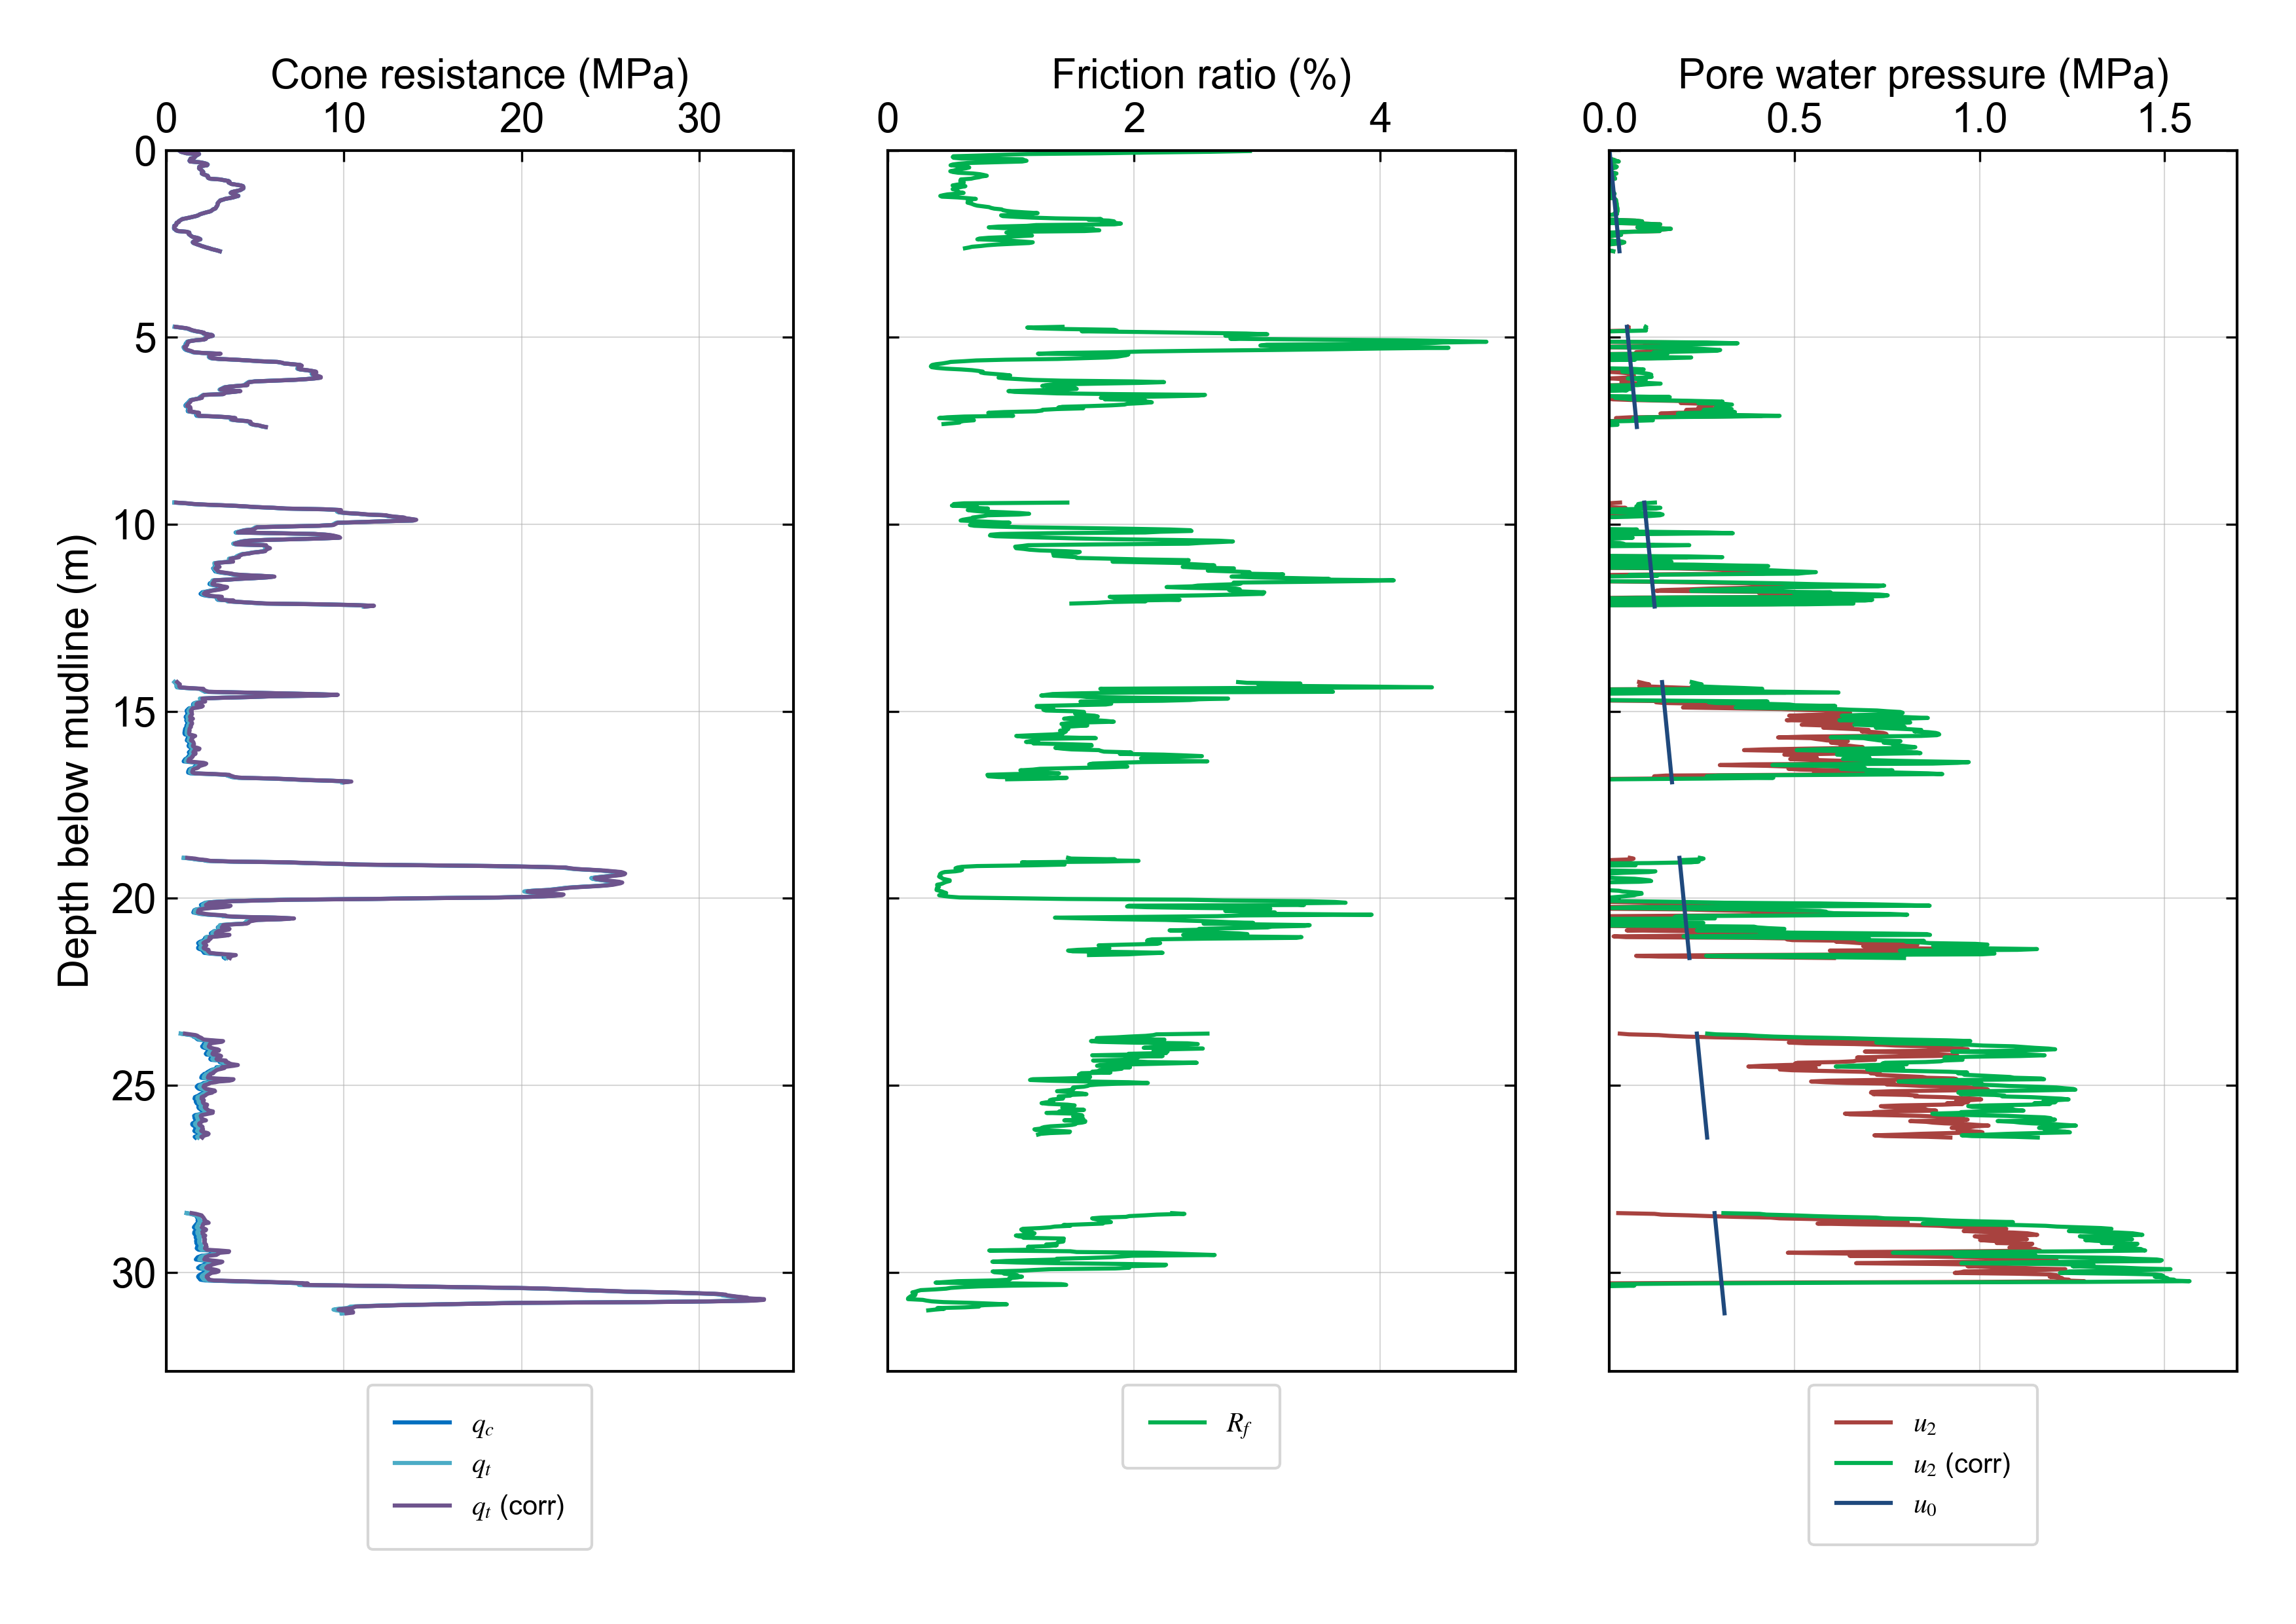 Cone resistance (MPa)
0 10 20 30
Friction ratio (%)
0 2 4
Pore water pressure (MPa)
0.0 0.5 1.0 1.5
Depth below mudline (m)
0
5
10
15
20
25
30
qc
qt
qt (corr)
Rf
u2
u2 (corr)
u0